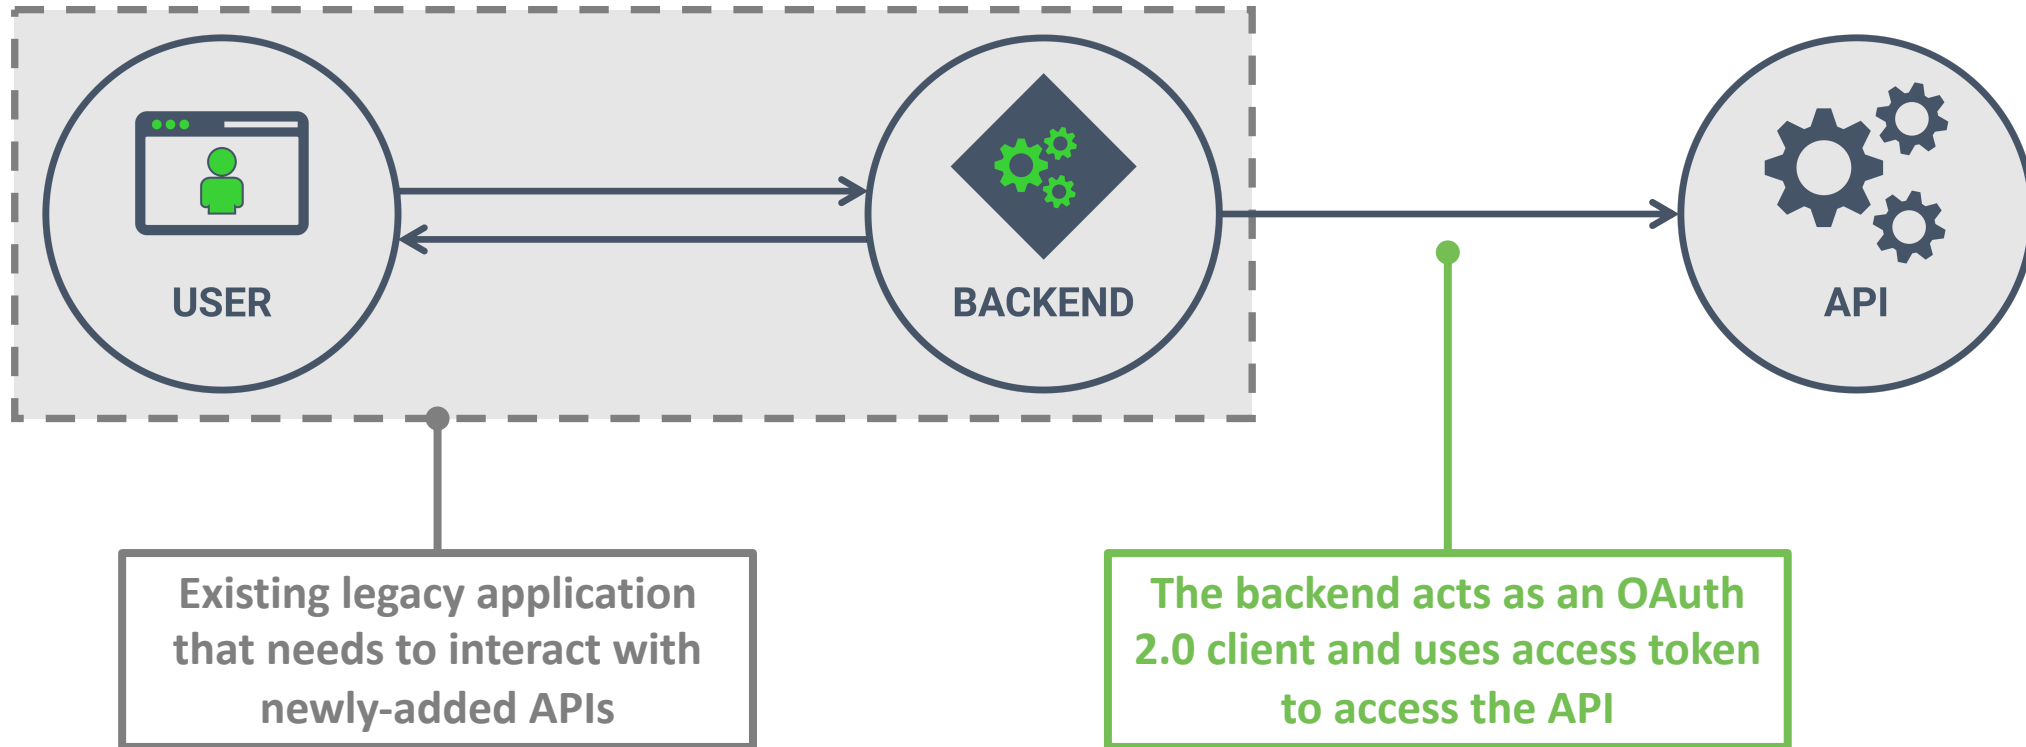 USER
BACKEND
API
Existing legacy application
that needs to interact with
newly-added APIs
The backend acts as an OAuth
2.0 client and uses access token
to access the API